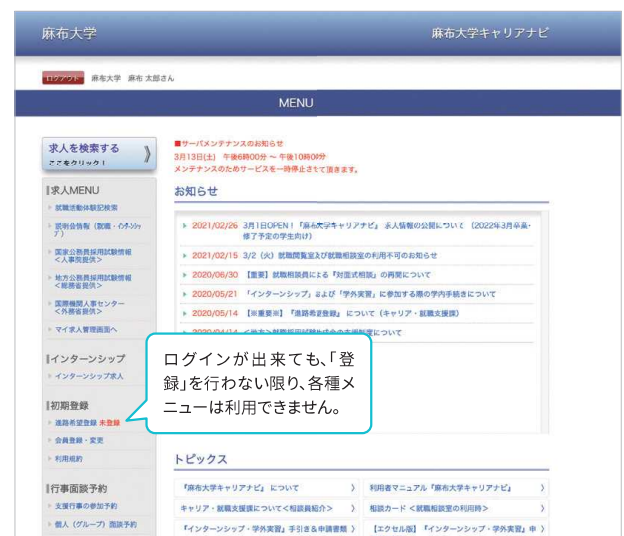 麻布大学
麻布大学キャリアナビ
ログアウト 麻布大学 麻布 太郎さん
MENU
求人を検索する
ここをクリック!
■サーバメンテナンスのお知らせ
3月13日(土) 午後6時00分 ～ 午後10時00分
メンテナンスのためサービスを一時停止させて頂きます。
求人MENU
就職活動体験記検索
説明会情報(就職・インターンシップ)
国家公務員採用試験情報
<人事院提供>
地方公務員採用試験情報
<総務省提供>
国際機関人事センター
<外務省提供>
マイ求人管理画面へ
お知らせ
2021/02/26 3月1日OPEN!『麻布大学キャリアナビ』 求人情報の公開について (2022年3月卒業・
修了予定の学生向け)
2021/02/15 3/2 (火) 就職閲覧室及び就職相談室の利用不可のお知らせ
2020/06/30 【重要】就職相談員による『対面式相談』の再開について
2020/05/21 『インターンシップ』および『学外実習』に参加する際の学内手続きについて
2020/05/14 【※重要※】『進路希望登録』 について (キャリア・就職支援課)
2020/04/14
インターンシップ
インターンシップ求人
ログインが出来ても、「登
録」を行わない限り、各種メ
ニューは利用できません。
初期登録
進路希望登録 未登録
会員登録・変更
利用規約
行事面談予約
支援行事の参加予約
個人 (グループ) 面談予約
トピックス
『麻布大学キャリアナビ』 について
利用者マニュアル『麻布大学キャリアナビ』
キャリア・就職支援課について<相談員紹介>
相談カード <就職相談室の利用時>
『インターンシップ・学外実習』手引き&申請書類
【エクセル版】『インターンシップ・学外実習』申